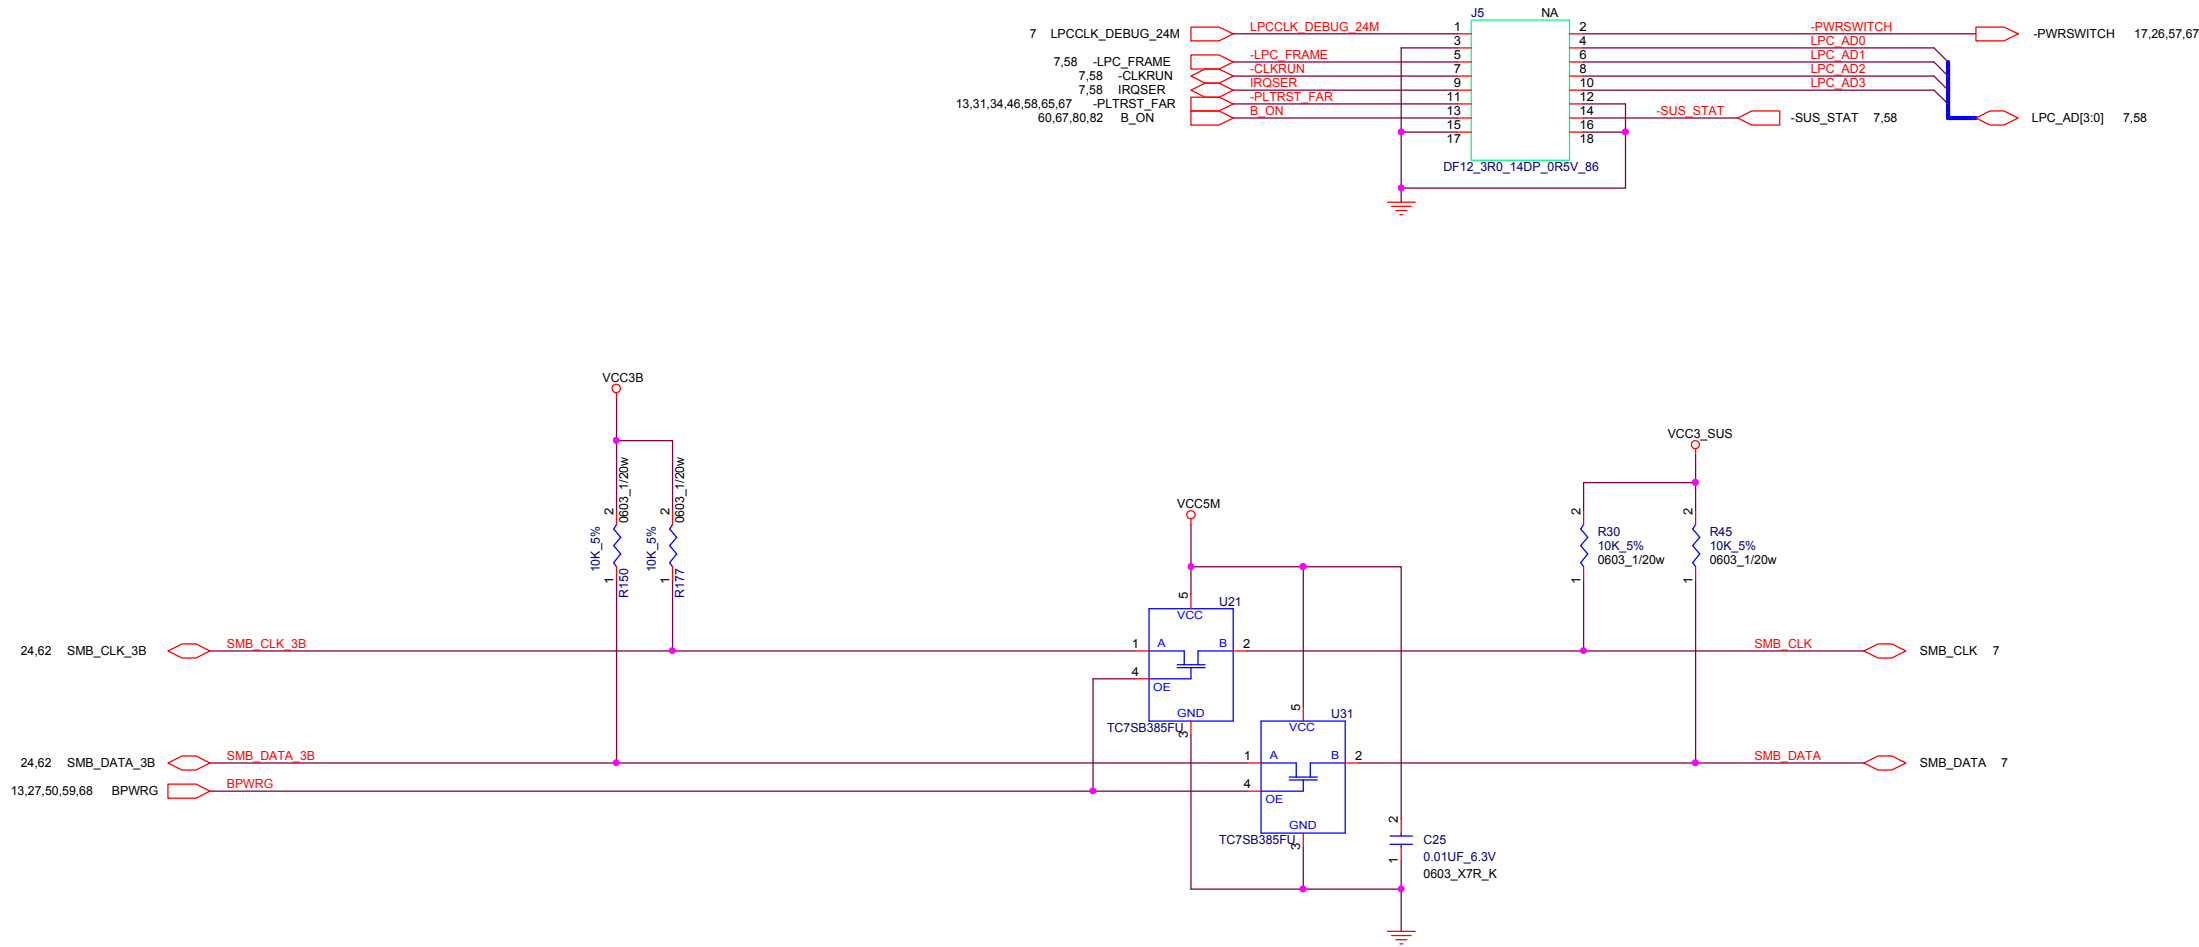 J5 NA
7 LPCCLK_DEBUG_24M LPCCLK_DEBUG_24M 1 2 -PWRSWITCH -PWRSWITCH 17,26,57,67
3 4 LPC_AD0
7,58 -LPC_FRAME -LPC_FRAME 5 6 LPC_AD1
7,58 -CLKRUN -CLKRUN 7 8 LPC_AD2
7,58 IRQSER IRQSER 9 10 LPC_AD3
13,31,34,46,58,65,67 -PLTRST_FAR -PLTRST_FAR 11 12
60,67,80,82 B_ON B_ON 13 14 -SUS_STAT -SUS_STAT 7,58 LPC_AD[3:0] 7,58
15 16
17 18
DF12_3R0_14DP_0R5V_86
VCC3B
2 0603_1/20w
10K_5%
1 R150
2 0603_1/20w
10K_5%
1 R177
VCC5M
VCC3_SUS
2
R30
10K_5%
0603_1/20w
1
2
R45
10K_5%
0603_1/20w
1
5 U21
VCC
24,62 SMB_CLK_3B SMB_CLK_3B 1 A B 2 SMB_CLK SMB_CLK 7
4 OE
GND
TC7SB385FU 3
5 U31
VCC
24,62 SMB_DATA_3B SMB_DATA_3B 1 A B 2 SMB_DATA SMB_DATA 7
13,27,50,59,68 BPWRG BPWRG 4 OE
GND
TC7SB385FU 3
2
C25
0.01UF_6.3V
1
0603_X7R_K